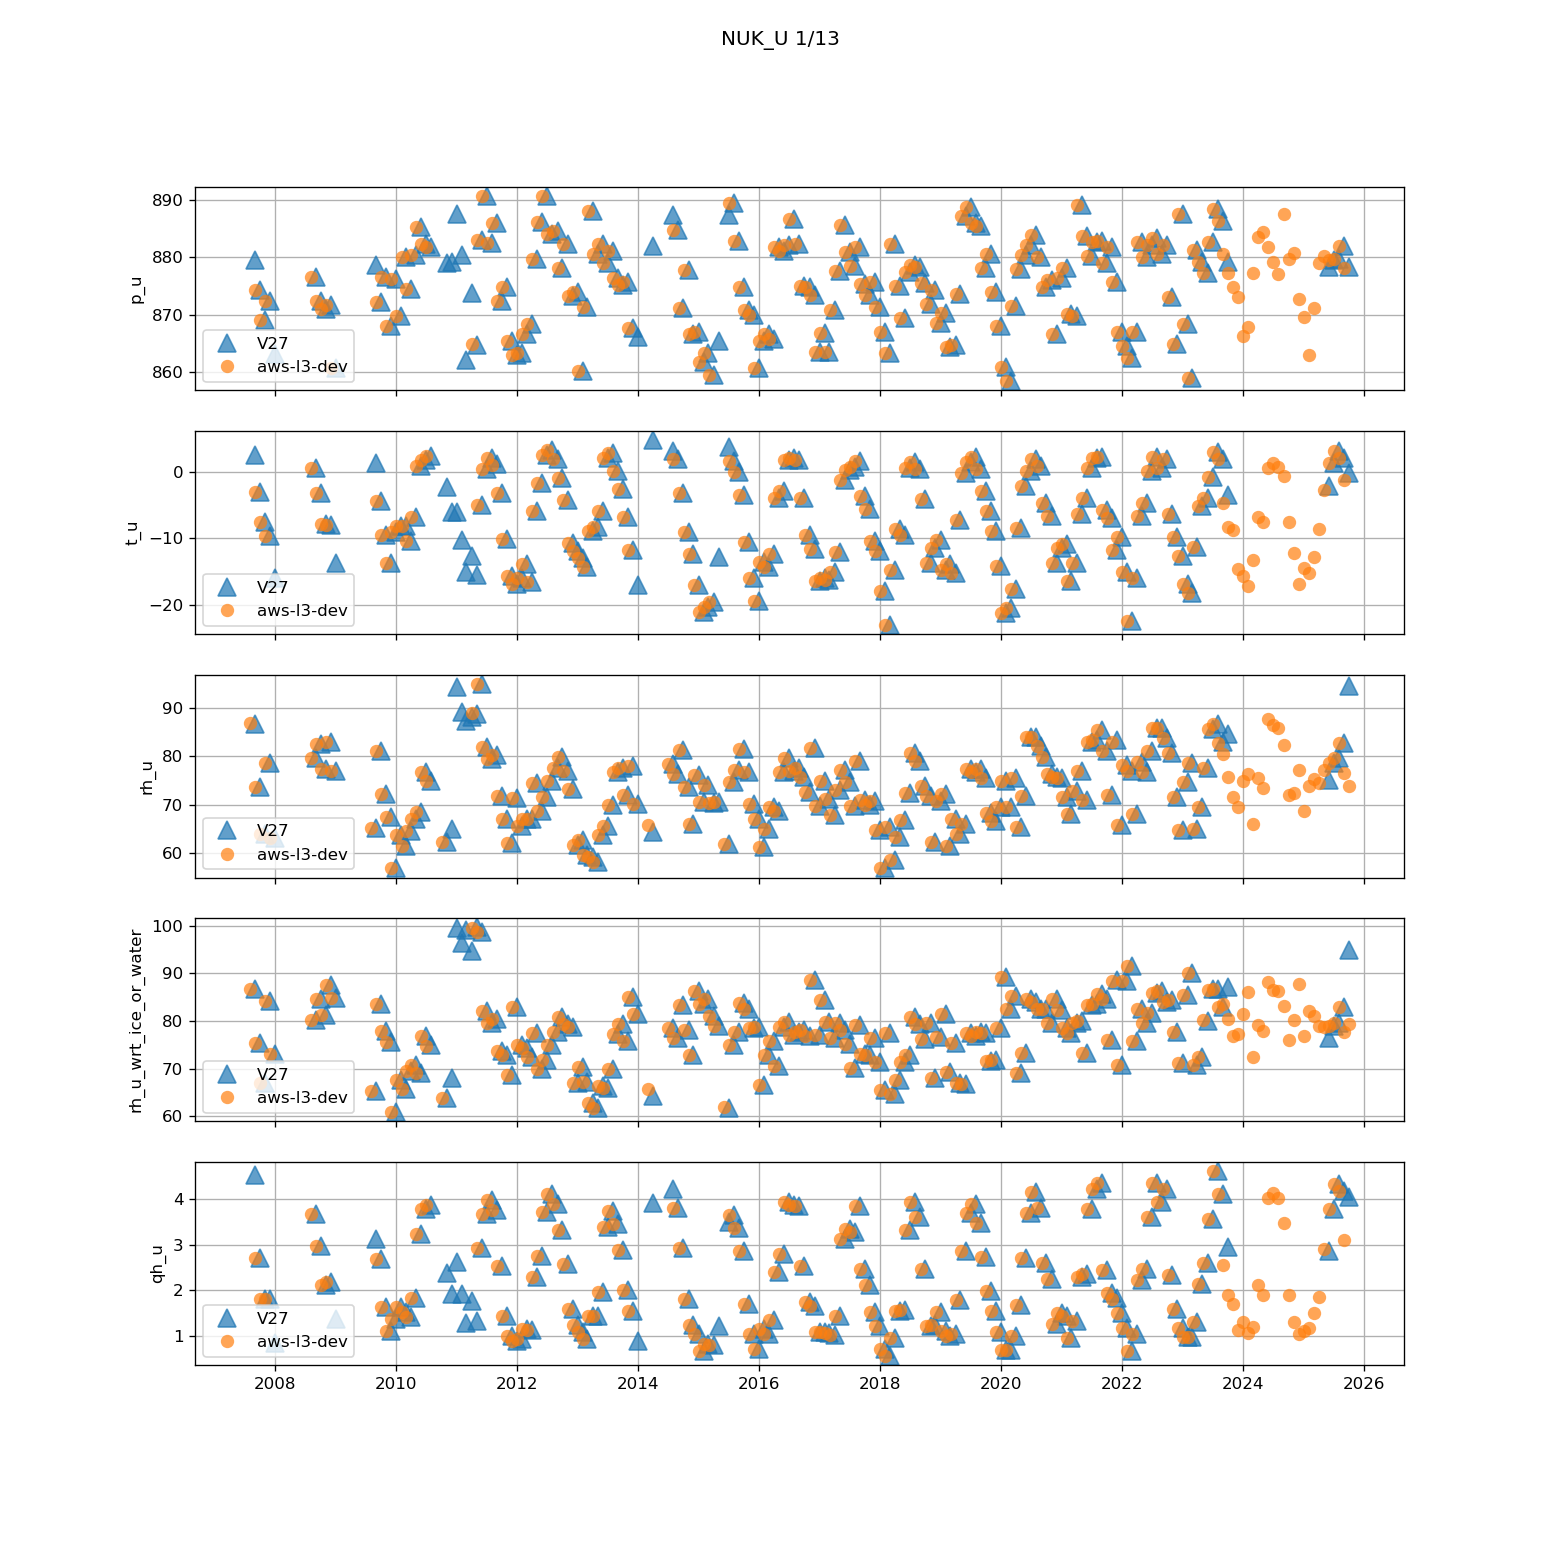 NUK_U 1/13
890
880
870
860
p_u
V27
aws-l3-dev
0
−10
−20
t_u
V27
aws-l3-dev
90
80
70
60
rh_u
V27
aws-l3-dev
100
90
80
70
60
rh_u_wrt_ice_or_water
V27
aws-l3-dev
4
3
2
1
qh_u
V27
aws-l3-dev
2008 2010 2012 2014 2016 2018 2020 2022 2024 2026